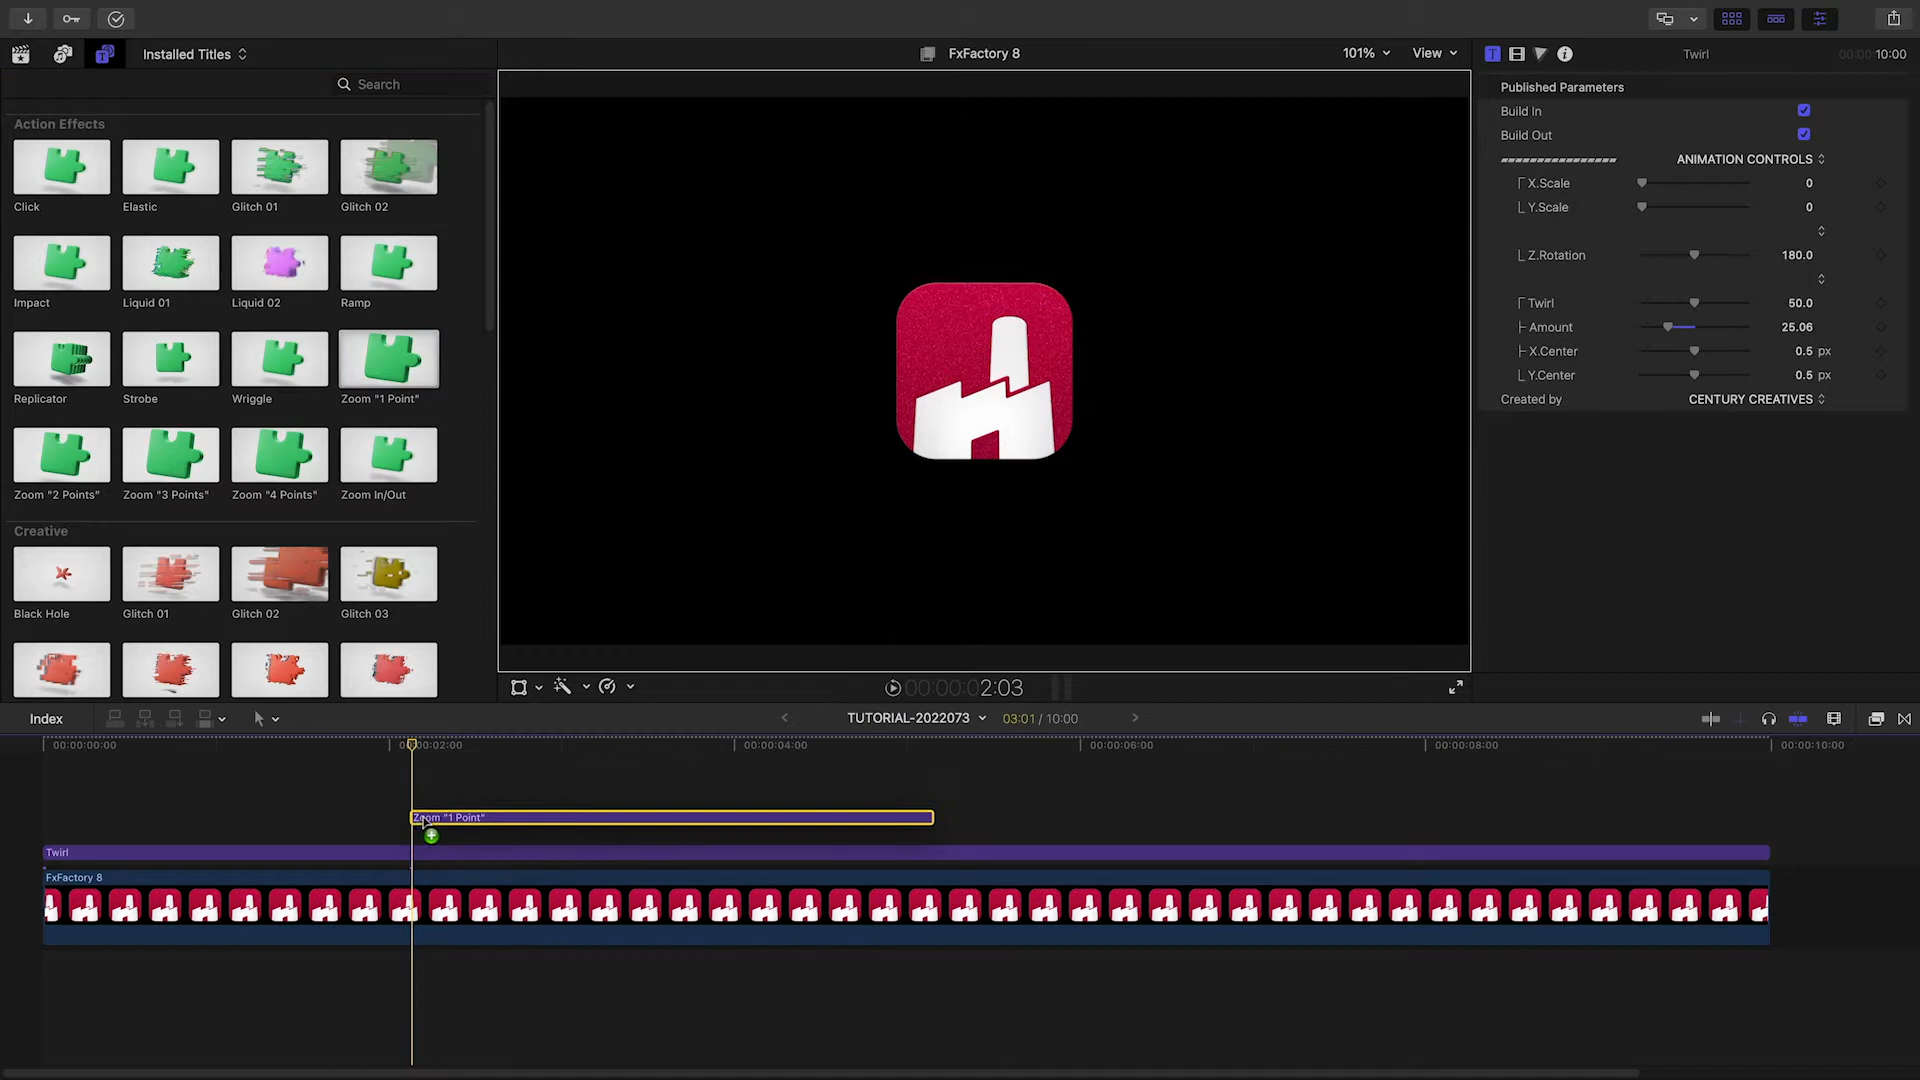 Installed Titles
FxFactory 8
101%
View
Twirl
00:00:10:00
Search
Published Parameters
Build In
Build Out
ANIMATION CONTROLS
X.Scale 0
Y.Scale 0
Z.Rotation 180.0
Twirl 50.0
Amount 25.06
X.Center 0.5 px
Y.Center 0.5 px
Created by CENTURY CREATIVES
Action Effects
Click Elastic Glitch 01 Glitch 02
Impact Liquid 01 Liquid 02 Ramp
Replicator Strobe Wriggle Zoom "1 Point"
Zoom "2 Points" Zoom "3 Points" Zoom "4 Points" Zoom In/Out
Creative
Black Hole Glitch 01 Glitch 02 Glitch 03
00:00:02:03
Index
TUTORIAL-2022073
03:01 / 10:00
00:00:00:00 00:00:02:00 00:00:04:00 00:00:06:00 00:00:08:00 00:00:10:00
Zoom "1 Point"
Twirl
FxFactory 8